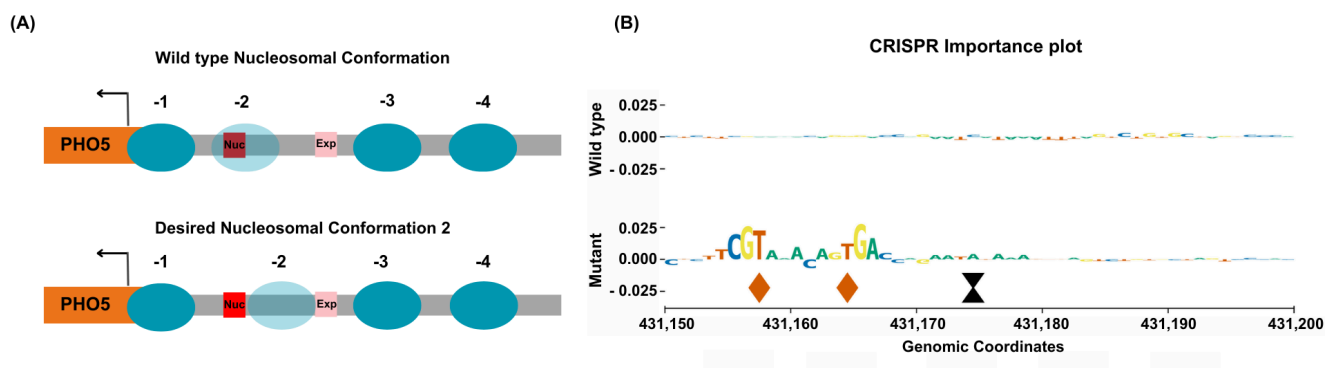 (A)
Wild type Nucleosomal Conformation
-1 -2 -3 -4
PHO5 Nuc Exp
Desired Nucleosomal Conformation 2
-1 -2 -3 -4
PHO5 Nuc Exp
(B)
CRISPR Importance plot
Wild type
0.025
0.000
- 0.025
Mutant
0.025
0.000
- 0.025
431,150 431,160 431,170 431,180 431,190 431,200
Genomic Coordinates